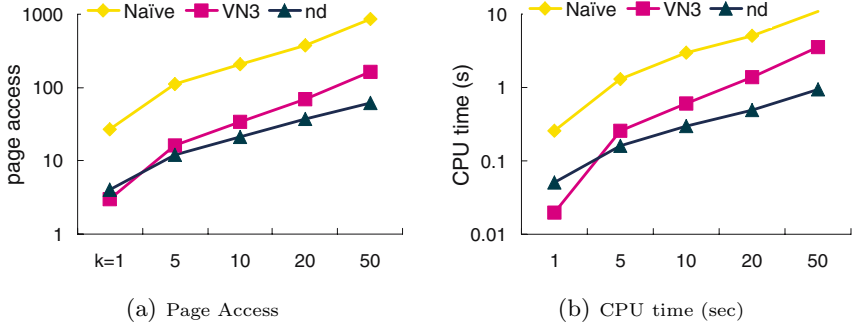 Naïve VN3 nd
1000
100
10
1
page access
k=1 5 10 20 50
(a) Page Access
Naïve VN3 nd
10
1
0.1
0.01
CPU time (s)
1 5 10 20 50
(b) CPU time (sec)